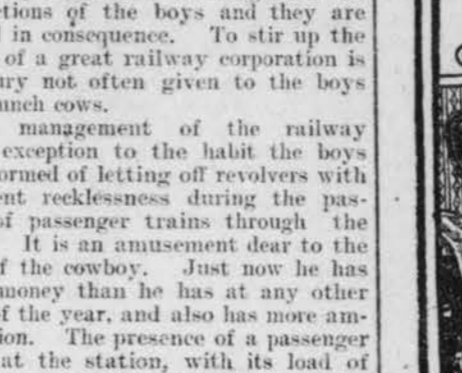 tions of the boys and they are
in consequence. To stir up the
of a great railway corporation is
ury not often given to the boys
unch cows.
management of the railway
exception to the habit the boys
ormed of letting off revolvers with
ent recklessness during the pas-
of passenger trains through the
It is an amusement dear to the
f the cowboy. Just now he has
money than he has at any other
f the year, and also has more am-
ion. The presence of a passenger
at the station, with its load of